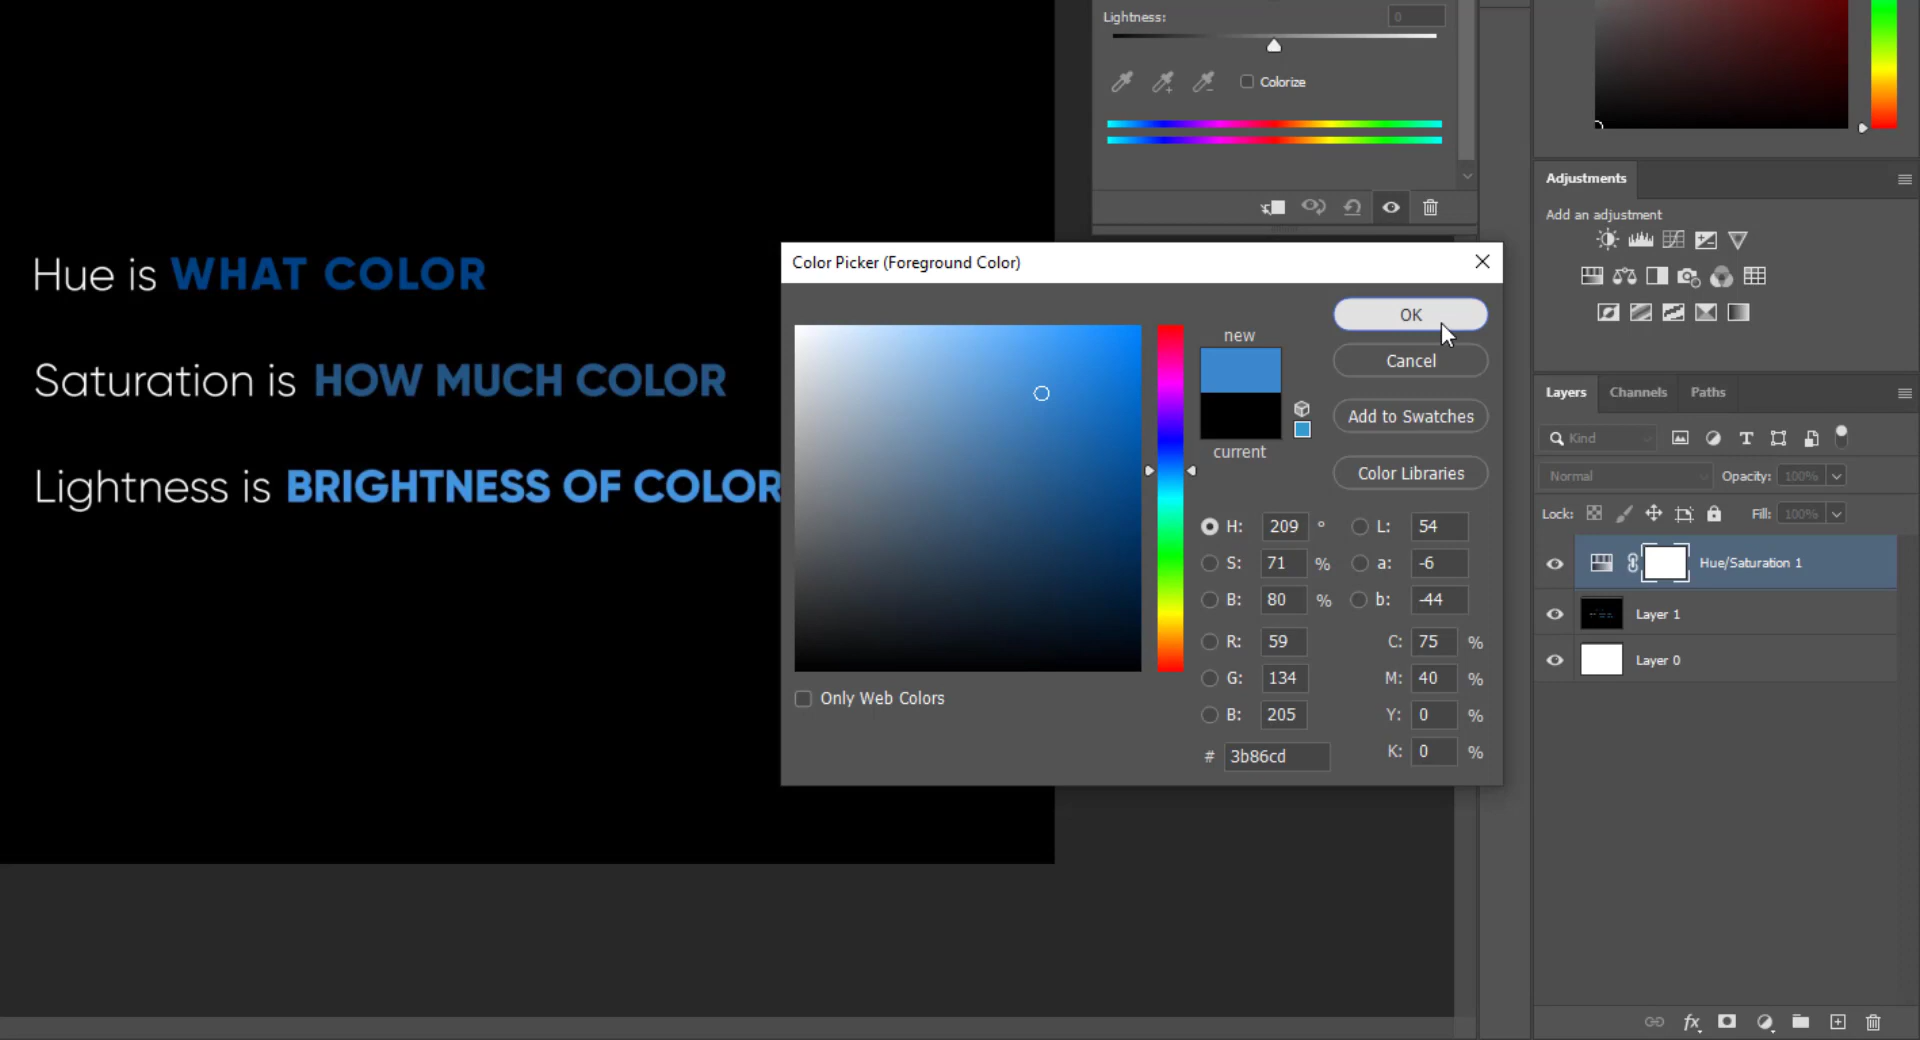 Lightness:
0
Colorize
Adjustments
Add an adjustment
Hue is WHAT COLOR
Saturation is HOW MUCH COLOR
Lightness is BRIGHTNESS OF COLOR
Color Picker (Foreground Color)
new
current
OK
Cancel
Add to Swatches
Color Libraries
H: 209 °
S: 71 %
B: 80 %
L: 54
a: -6
b: -44
R: 59
G: 134
B: 205
C: 75 %
M: 40 %
Y: 0 %
K: 0 %
# 3b86cd
Only Web Colors
Layers Channels Paths
Kind
Normal Opacity: 100%
Lock: Fill: 100%
Hue/Saturation 1
Layer 1
Layer 0
fx